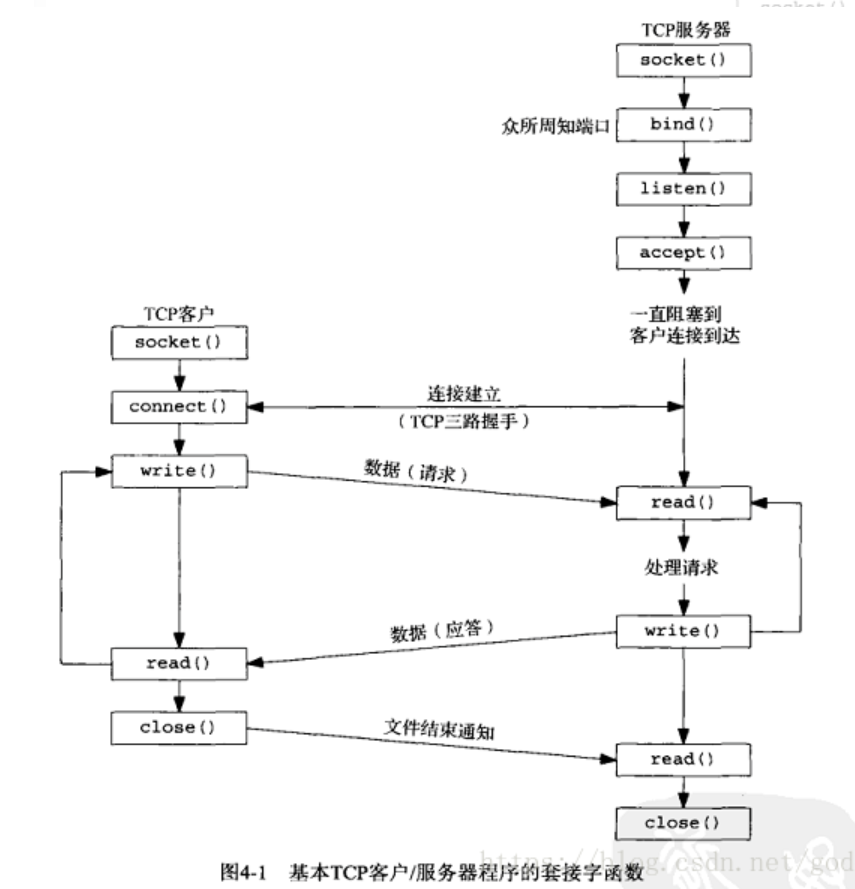 TCP服务器
socket()
众所周知端口
bind()
listen()
accept()
一直阻塞到
客户连接到达
TCP客户
socket()
connect()
连接建立
（TCP三路握手）
write()
数据（请求）
read()
处理请求
数据（应答）
write()
read()
close()
文件结束通知
read()
close()
https://blog.csdn.net/god
图4-1 基本TCP客户/服务器程序的套接字函数